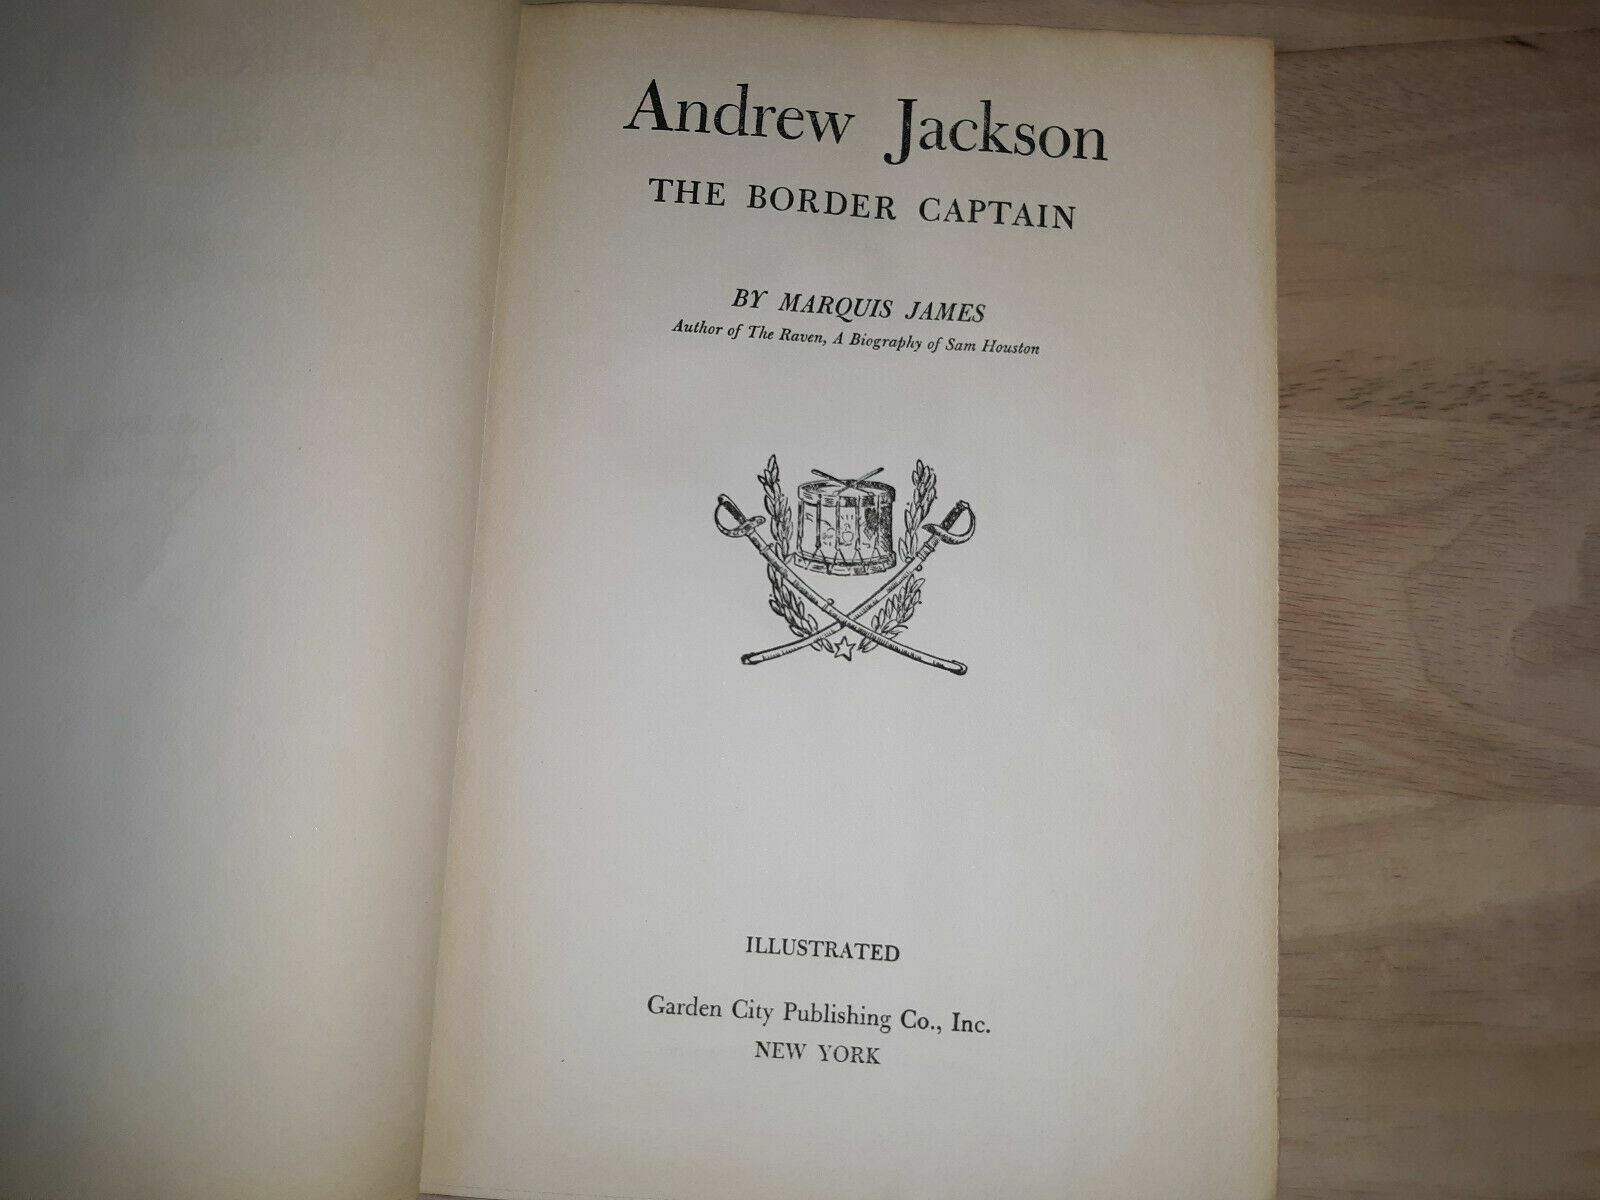 Andrew Jackson
THE BORDER CAPTAIN
BY MARQUIS JAMES
Author of The Raven, A Biography of Sam Houston
ILLUSTRATED
Garden City Publishing Co., Inc.
NEW YORK